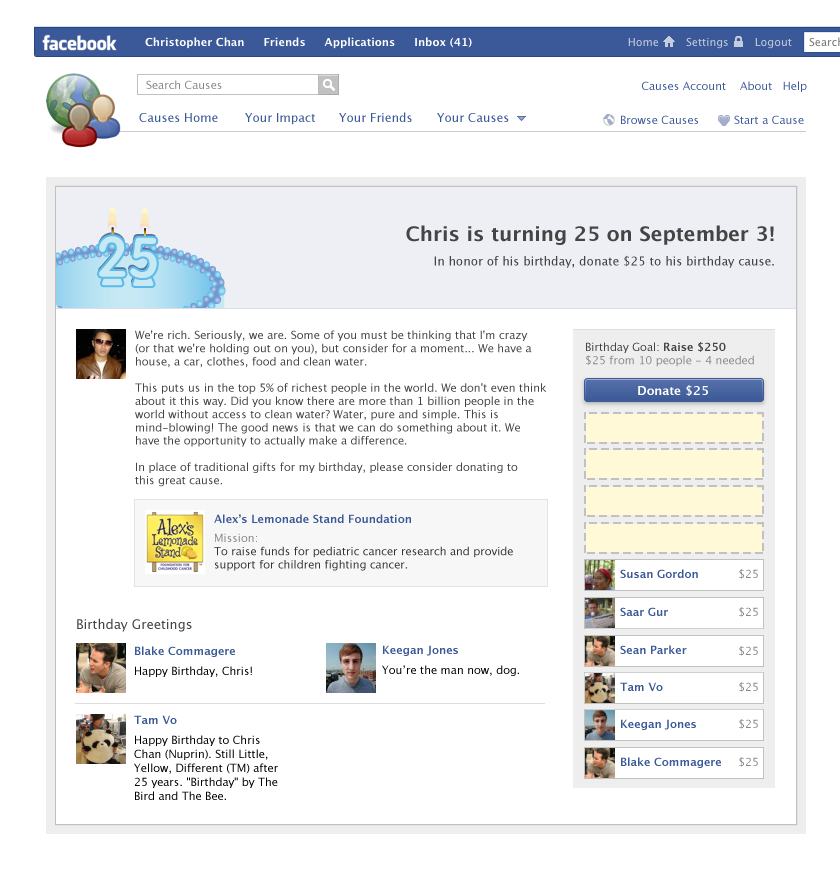 facebook Christopher Chan Friends Applications Inbox (41) Home Settings Logout Search
Search Causes
Causes Account About Help
Causes Home Your Impact Your Friends Your Causes
Browse Causes Start a Cause
25
Chris is turning 25 on September 3!
In honor of his birthday, donate $25 to his birthday cause.
We're rich. Seriously, we are. Some of you must be thinking that I'm crazy
(or that we're holding out on you), but consider for a moment... We have a
house, a car, clothes, food and clean water.
This puts us in the top 5% of richest people in the world. We don't even think
about it this way. Did you know there are more than 1 billion people in the
world without access to clean water? Water, pure and simple. This is
mind-blowing! The good news is that we can do something about it. We
have the opportunity to actually make a difference.
In place of traditional gifts for my birthday, please consider donating to
this great cause.
Alex's
Lemonade
Stand
FOUNDATION FOR
CHILDHOOD CANCER
Alex's Lemonade Stand Foundation
Mission:
To raise funds for pediatric cancer research and provide
support for children fighting cancer.
Birthday Greetings
Blake Commagere
Happy Birthday, Chris!
Keegan Jones
You're the man now, dog.
Tam Vo
Happy Birthday to Chris
Chan (Nuprin). Still Little,
Yellow, Different (TM) after
25 years. "Birthday" by The
Bird and The Bee.
Birthday Goal: Raise $250
$25 from 10 people – 4 needed
Donate $25
Susan Gordon $25
Saar Gur $25
Sean Parker $25
Tam Vo $25
Keegan Jones $25
Blake Commagere $25